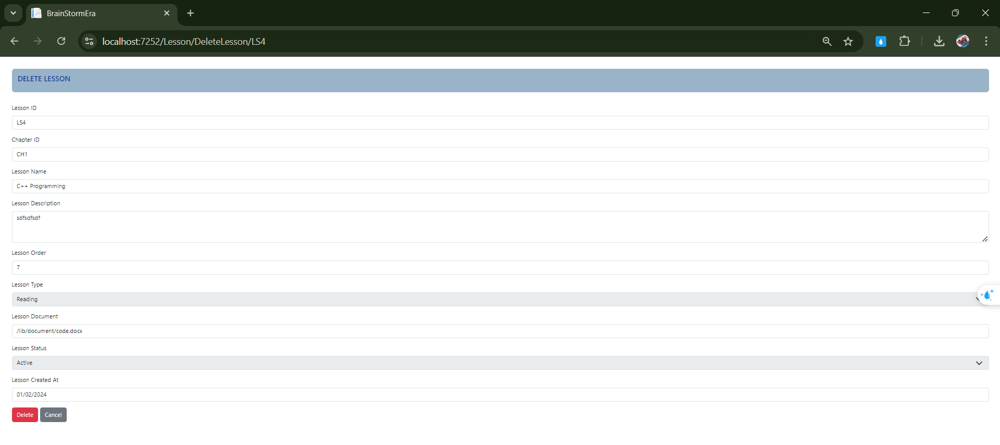 BrainStormEra
localhost:7252/Lesson/DeleteLesson/LS4
DELETE LESSON
Lesson ID
LS4
Chapter ID
CH1
Lesson Name
C++ Programming
Lesson Description
sdfsdfsdf
Lesson Order
7
Lesson Type
Reading
Lesson Document
/lib/document/code.docx
Lesson Status
Active
Lesson Created At
01/02/2024
Delete Cancel